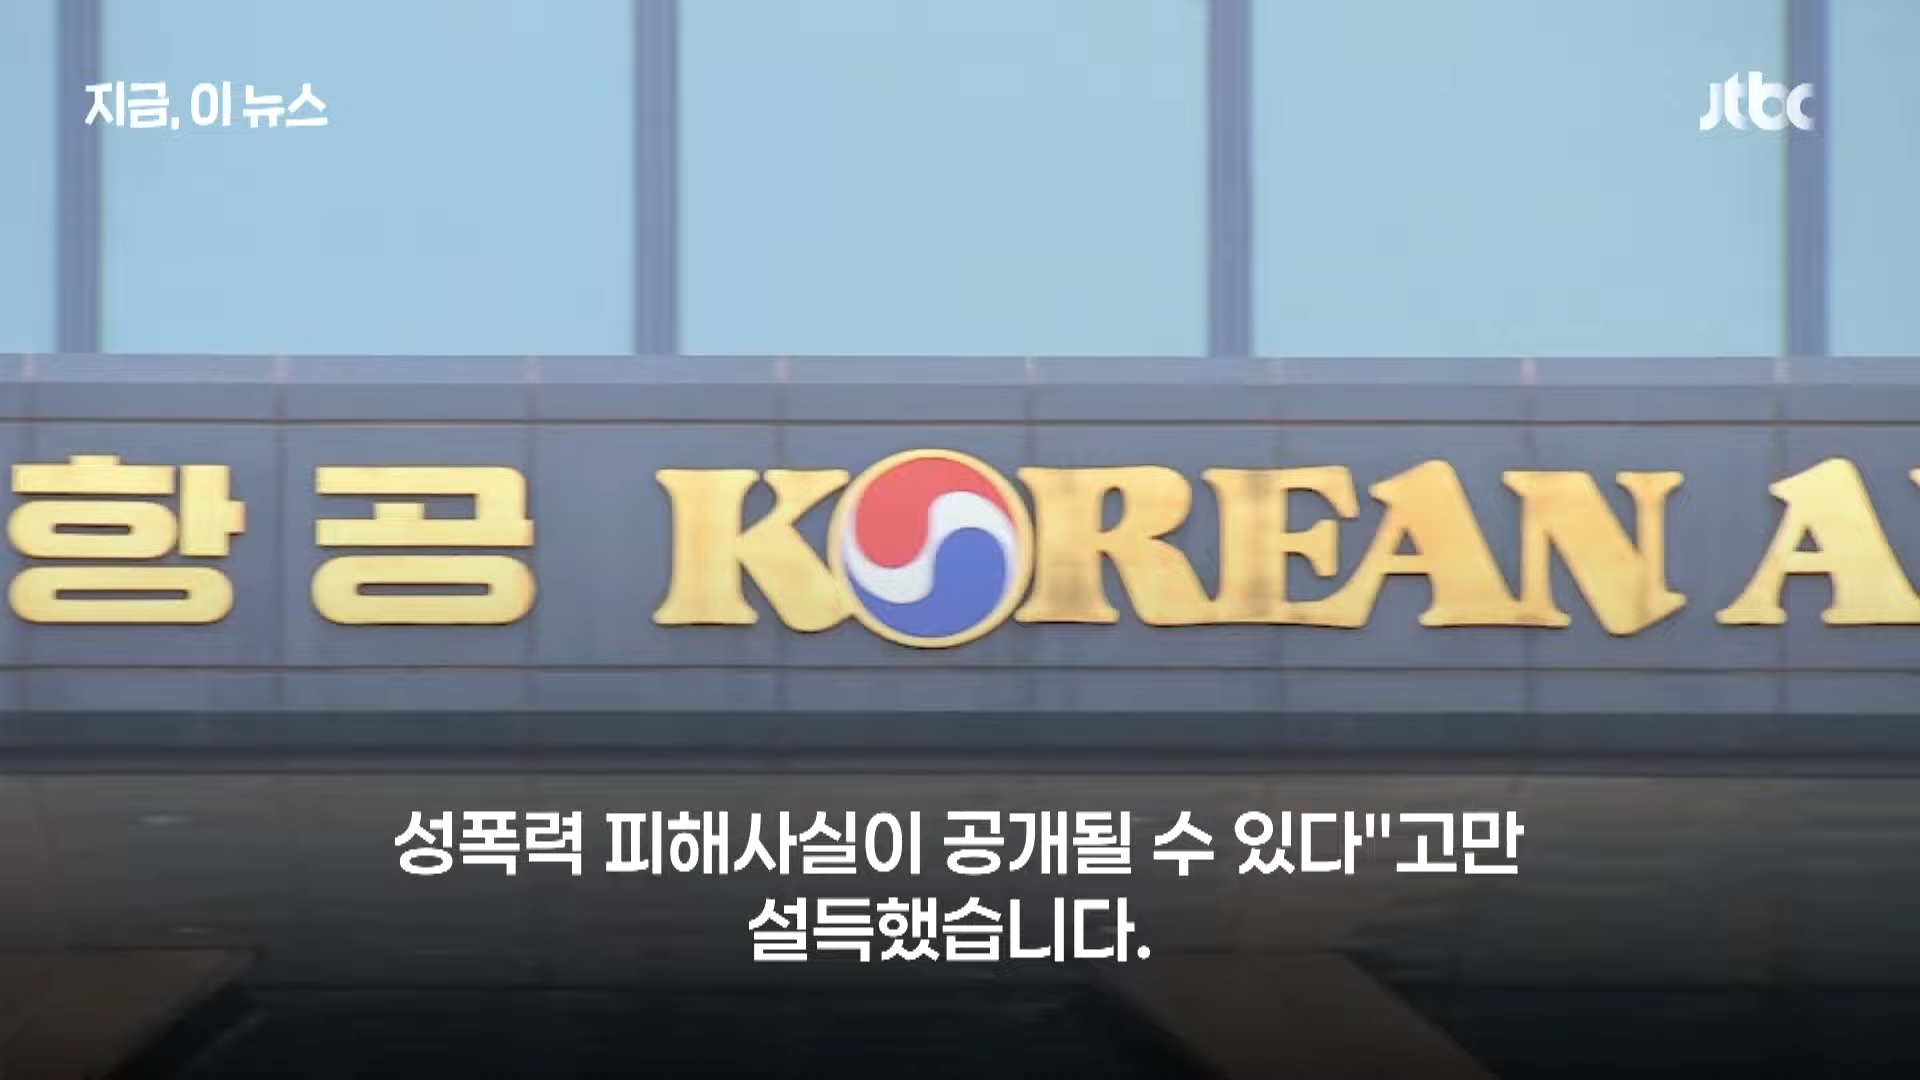 지금, 이 뉴스
jtbc
항공 KOREAN A
성폭력 피해사실이 공개될 수 있다"고만
설득했습니다.